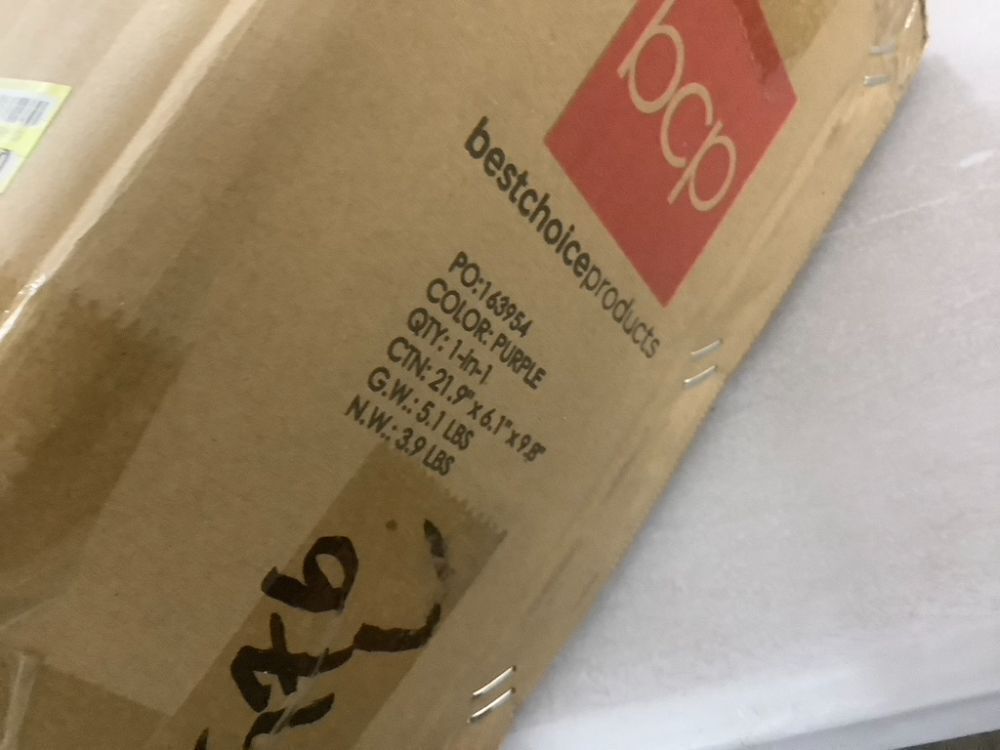 bcp
bestchoiceproducts
PO:163954
COLOR: PURPLE
QTY: 1-in-1
CTN: 21.9"x6.1"x9.8"
G.W.: 5.1 LBS
N.W.: 3.9 LBS